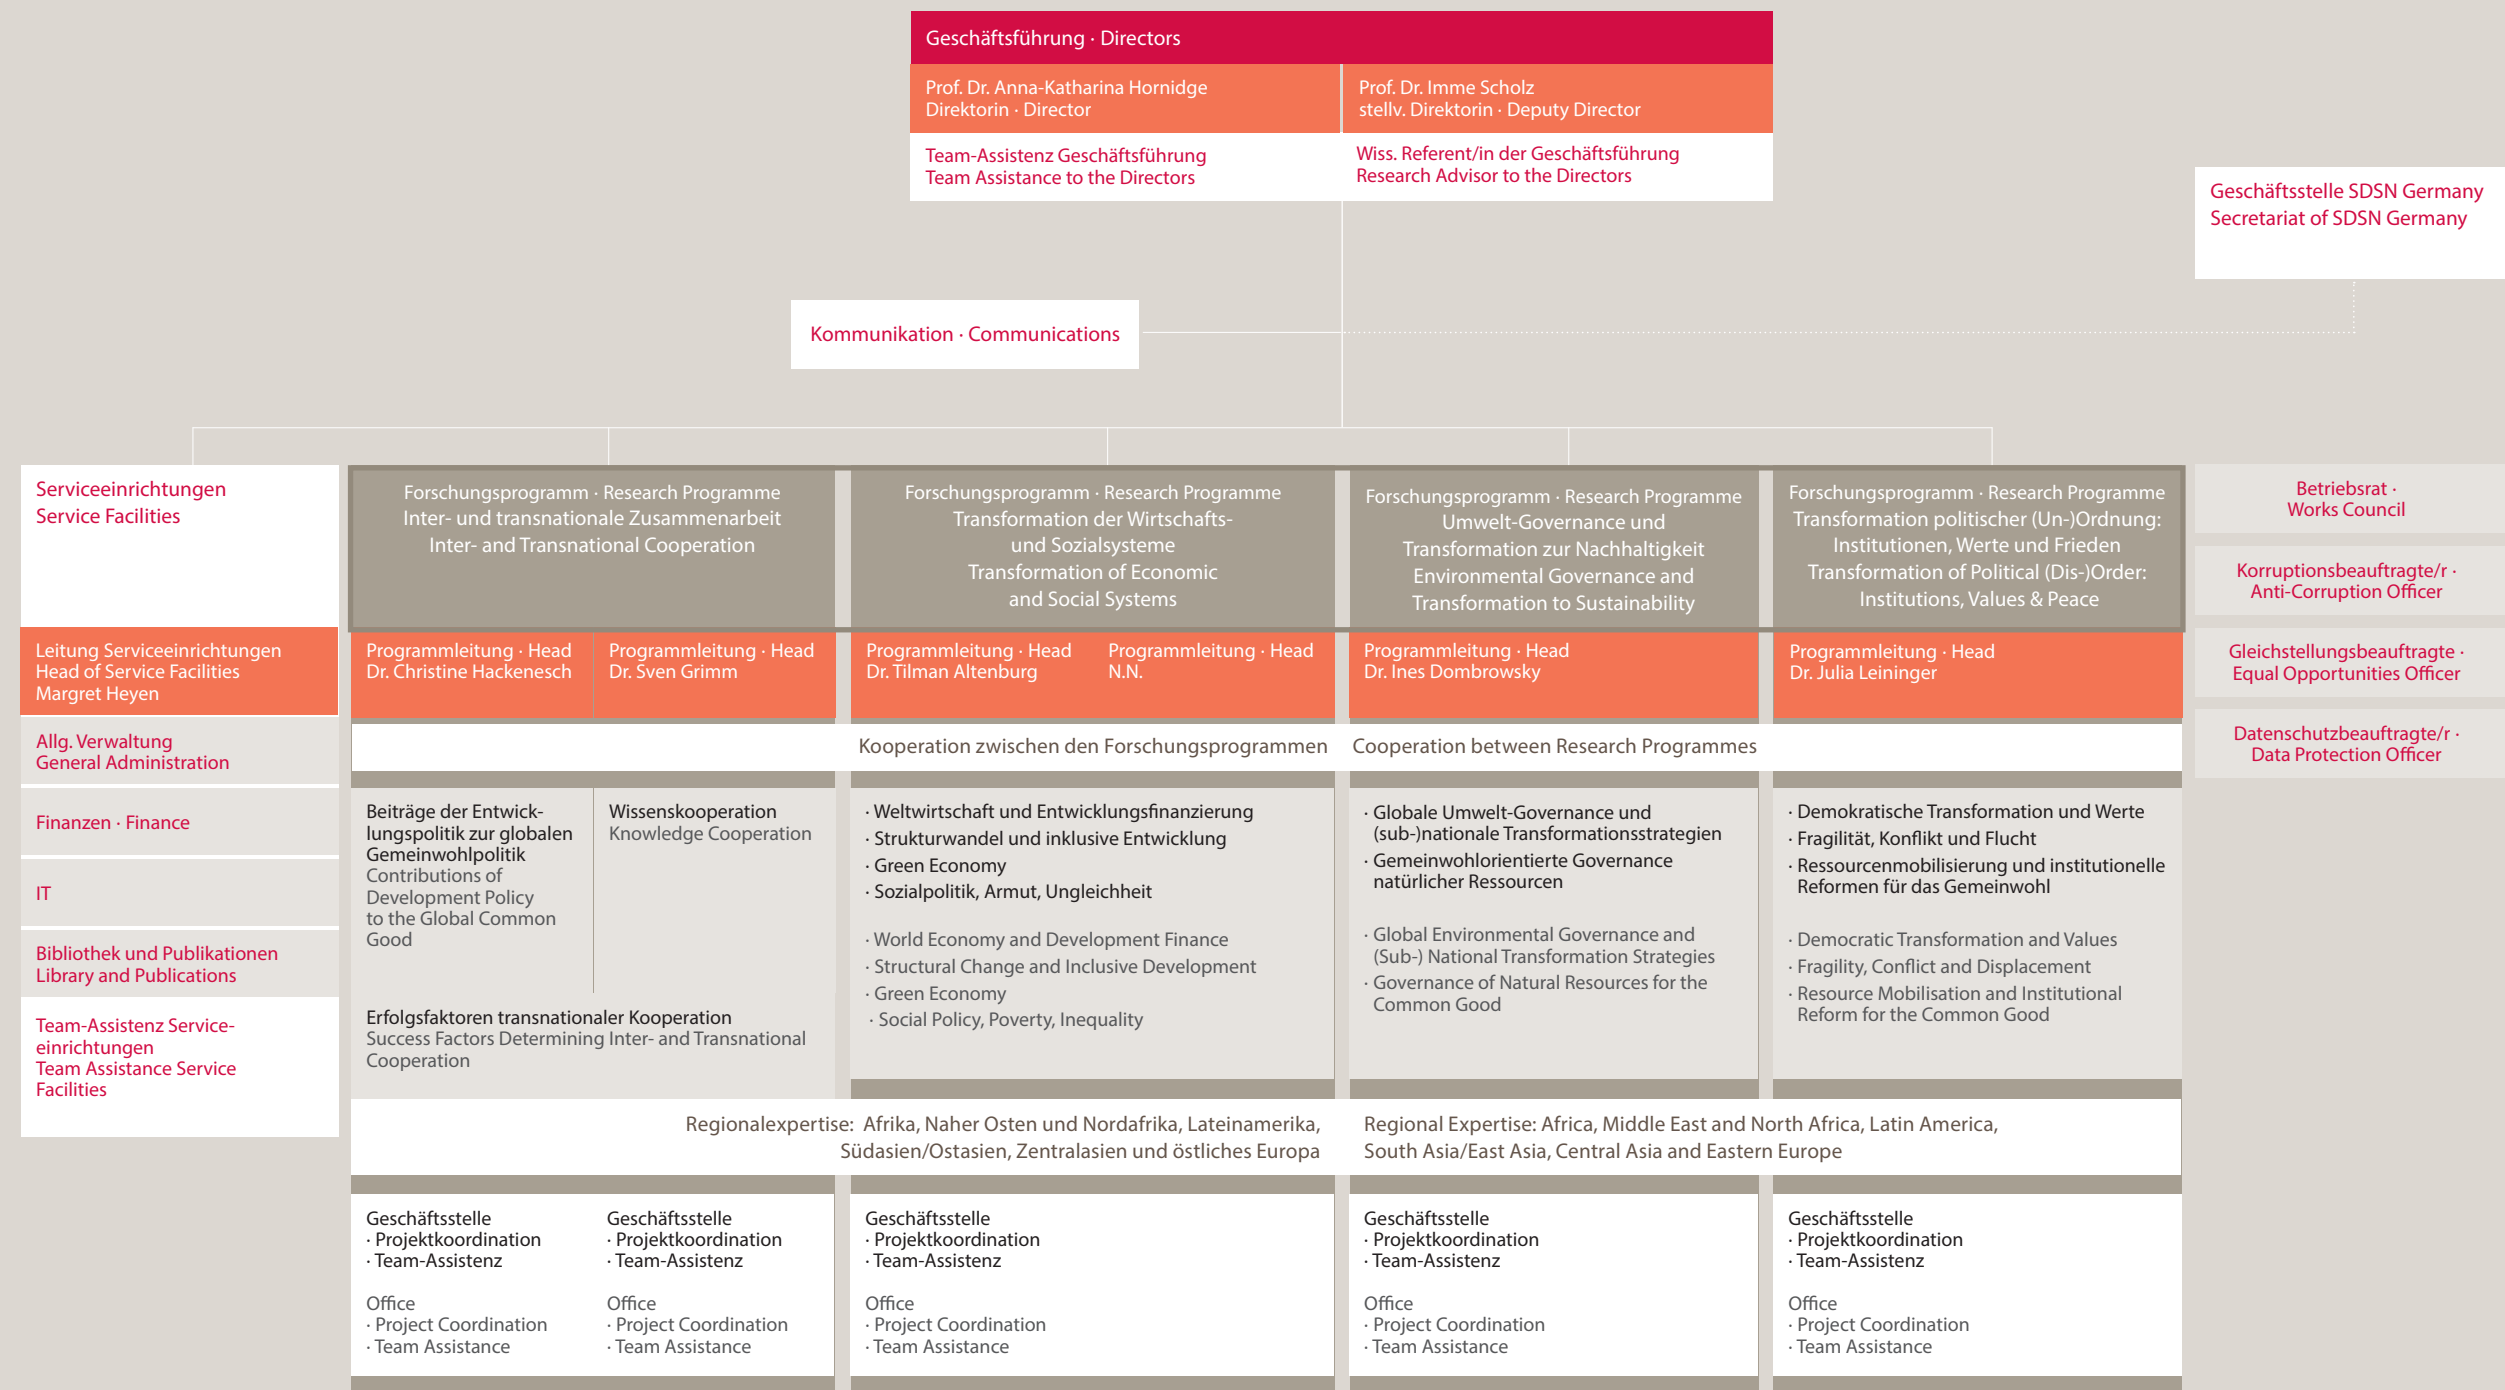 Geschäftsführung · Directors
Prof. Dr. Anna-Katharina Hornidge
Direktorin · Director
Prof. Dr. Imme Scholz
stellv. Direktorin · Deputy Director
Team-Assistenz Geschäftsführung
Team Assistance to the Directors
Wiss. Referent/in der Geschäftsführung
Research Advisor to the Directors
Geschäftsstelle SDSN Germany
Secretariat of SDSN Germany
Kommunikation · Communications
Serviceeinrichtungen
Service Facilities
Leitung Serviceeinrichtungen
Head of Service Facilities
Margret Heyen
Allg. Verwaltung
General Administration
Finanzen · Finance
IT
Bibliothek und Publikationen
Library and Publications
Team-Assistenz Service-
einrichtungen
Team Assistance Service
Facilities
Forschungsprogramm · Research Programme
Inter- und transnationale Zusammenarbeit
Inter- and Transnational Cooperation
Forschungsprogramm · Research Programme
Transformation der Wirtschafts-
und Sozialsysteme
Transformation of Economic
and Social Systems
Forschungsprogramm · Research Programme
Umwelt-Governance und
Transformation zur Nachhaltigkeit
Environmental Governance and
Transformation to Sustainability
Forschungsprogramm · Research Programme
Transformation politischer (Un-)Ordnung:
Institutionen, Werte und Frieden
Transformation of Political (Dis-)Order:
Institutions, Values & Peace
Programmleitung · Head
Dr. Christine Hackenesch
Programmleitung · Head
Dr. Sven Grimm
Programmleitung · Head
Dr. Tilman Altenburg
Programmleitung · Head
N.N.
Programmleitung · Head
Dr. Ines Dombrowsky
Programmleitung · Head
Dr. Julia Leininger
Kooperation zwischen den Forschungsprogrammen
Cooperation between Research Programmes
Beiträge der Entwick-
lungspolitik zur globalen
Gemeinwohlpolitik
Contributions of
Development Policy
to the Global Common
Good
Wissenskooperation
Knowledge Cooperation
Erfolgsfaktoren transnationaler Kooperation
Success Factors Determining Inter- and Transnational
Cooperation
· Weltwirtschaft und Entwicklungsfinanzierung
· Strukturwandel und inklusive Entwicklung
· Green Economy
· Sozialpolitik, Armut, Ungleichheit
· World Economy and Development Finance
· Structural Change and Inclusive Development
· Green Economy
· Social Policy, Poverty, Inequality
· Globale Umwelt-Governance und
(sub-)nationale Transformationsstrategien
· Gemeinwohlorientierte Governance
natürlicher Ressourcen
· Global Environmental Governance and
(Sub-) National Transformation Strategies
· Governance of Natural Resources for the
Common Good
· Demokratische Transformation und Werte
· Fragilität, Konflikt und Flucht
· Ressourcenmobilisierung und institutionelle
Reformen für das Gemeinwohl
· Democratic Transformation and Values
· Fragility, Conflict and Displacement
· Resource Mobilisation and Institutional
Reform for the Common Good
Regionalexpertise: Afrika, Naher Osten und Nordafrika, Lateinamerika,
Südasien/Ostasien, Zentralasien und östliches Europa
Regional Expertise: Africa, Middle East and North Africa, Latin America,
South Asia/East Asia, Central Asia and Eastern Europe
Geschäftsstelle
· Projektkoordination
· Team-Assistenz
Office
· Project Coordination
· Team Assistance
Geschäftsstelle
· Projektkoordination
· Team-Assistenz
Office
· Project Coordination
· Team Assistance
Geschäftsstelle
· Projektkoordination
· Team-Assistenz
Office
· Project Coordination
· Team Assistance
Geschäftsstelle
· Projektkoordination
· Team-Assistenz
Office
· Project Coordination
· Team Assistance
Geschäftsstelle
· Projektkoordination
· Team-Assistenz
Office
· Project Coordination
· Team Assistance
Betriebsrat ·
Works Council
Korruptionsbeauftragte/r ·
Anti-Corruption Officer
Gleichstellungsbeauftragte ·
Equal Opportunities Officer
Datenschutzbeauftragte/r ·
Data Protection Officer